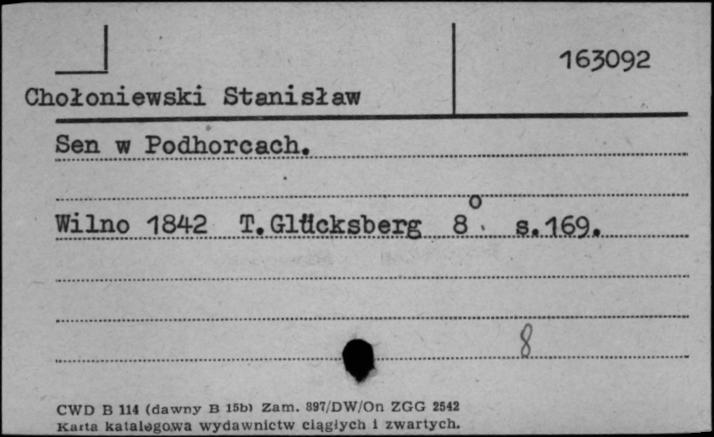 163092
Chołoniewski Stanisław
Sen w Podhorcach.
Wilno 1842 T.Glücksberg 8° s.169.
8
CWD B 114 (dawny B 15b) Zam. 897/DW/On ZGG 2542
Karta katalogowa wydawnictw ciągłych i zwartych.